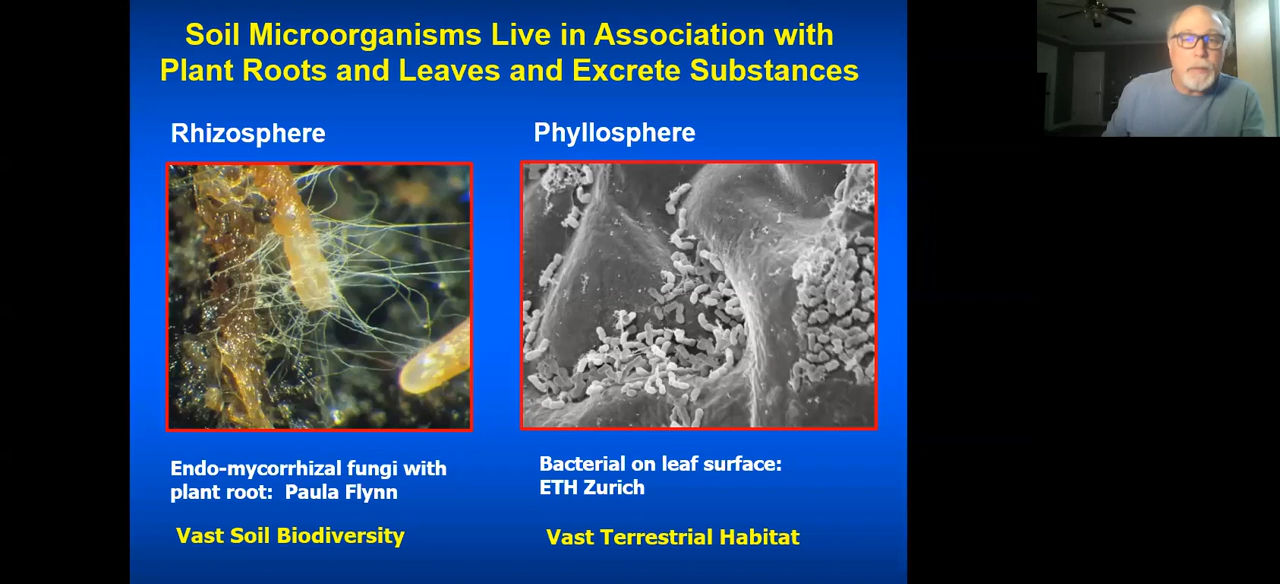 Soil Microorganisms Live in Association with
Plant Roots and Leaves and Excrete Substances
Rhizosphere
Phyllosphere
Endo-mycorrhizal fungi with
plant root: Paula Flynn
Bacterial on leaf surface:
ETH Zurich
Vast Soil Biodiversity
Vast Terrestrial Habitat